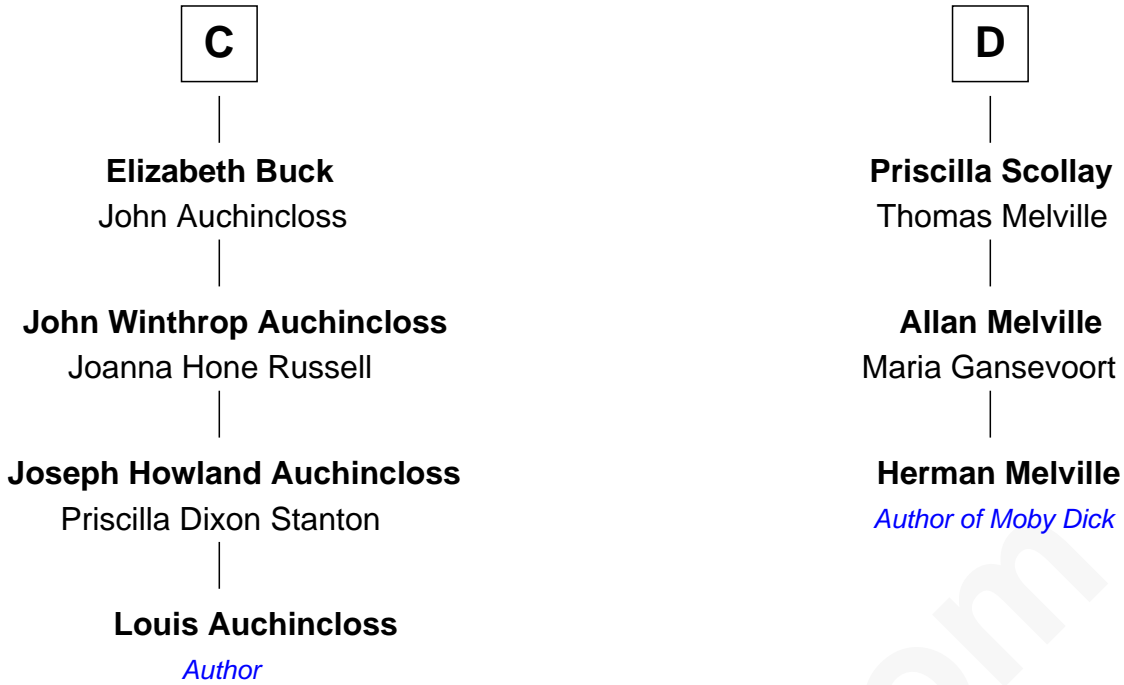 C
Elizabeth Buck
John Auchincloss
John Winthrop Auchincloss
Joanna Hone Russell
Joseph Howland Auchincloss
Priscilla Dixon Stanton
Louis Auchincloss
Author
D
Priscilla Scollay
Thomas Melville
Allan Melville
Maria Gansevoort
Herman Melville
Author of Moby Dick
om